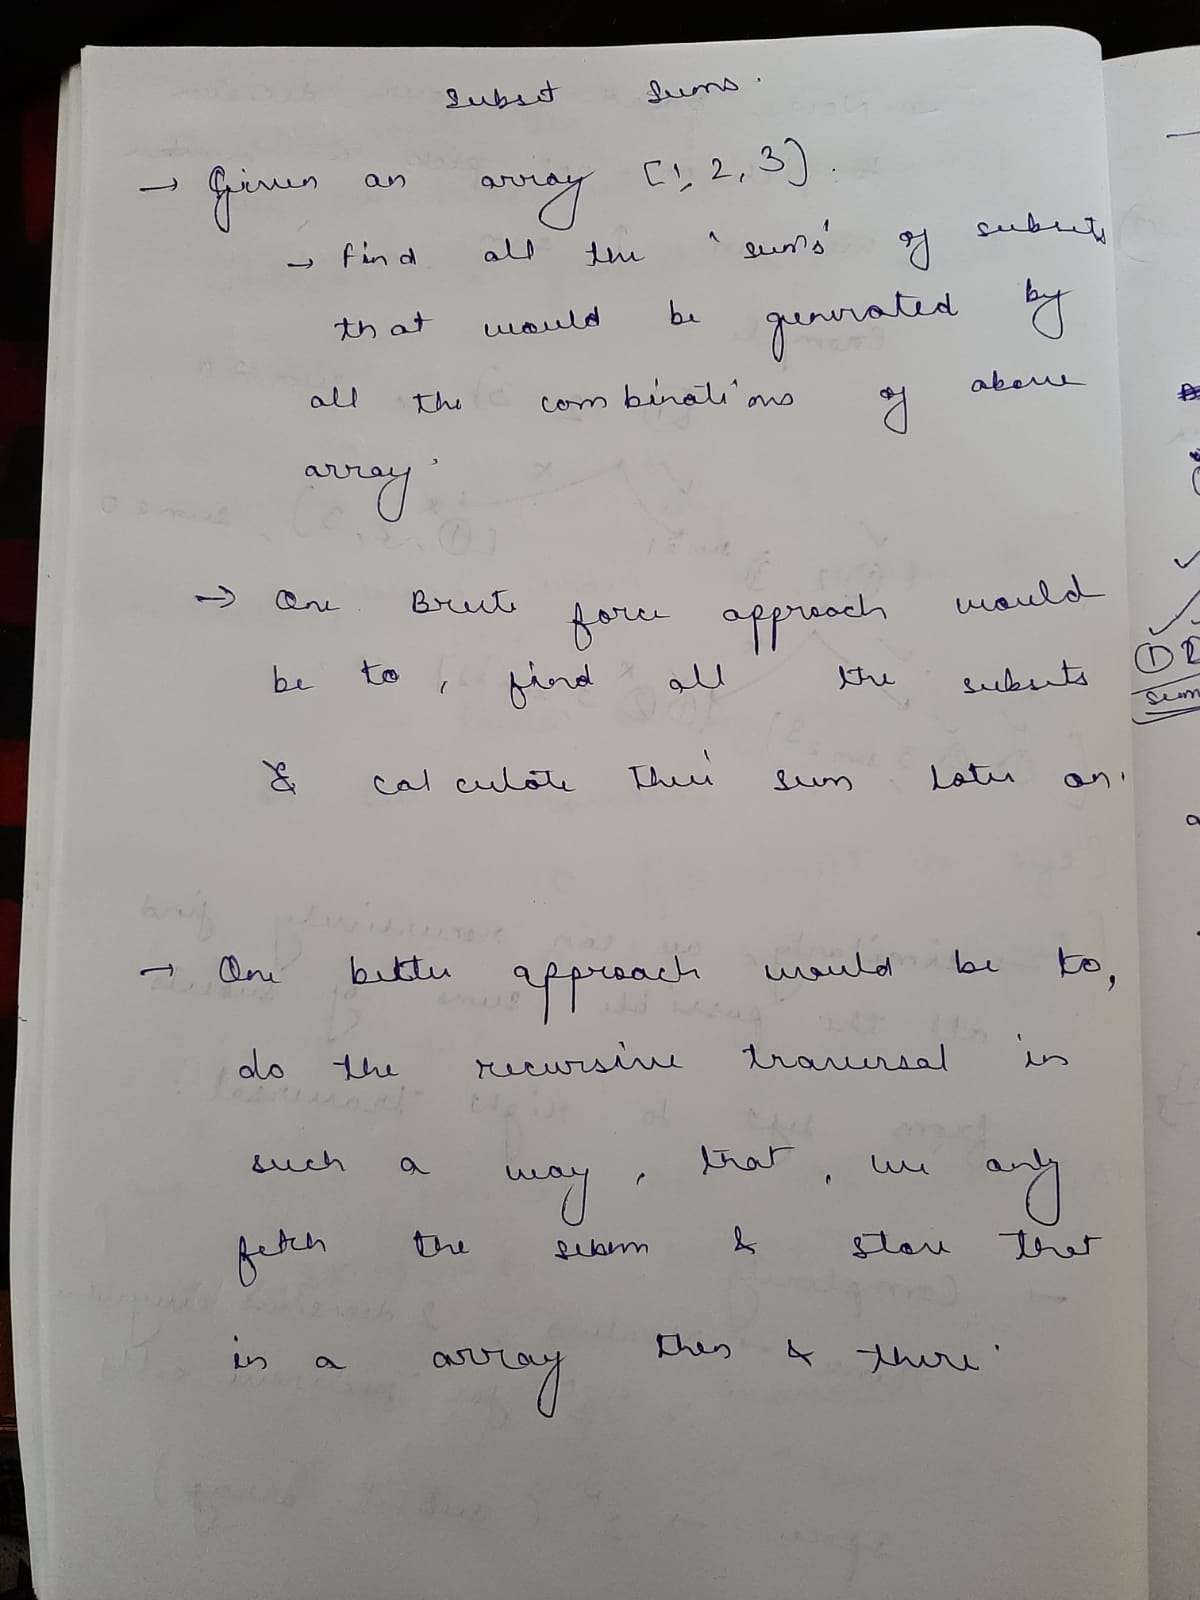 Subset Sums.
→ Given an array [1, 2, 3].
→ find all the 'sums' of subsets
that would be generated by
all the combinations of above
array.
→ One Brute force approach would
be to, find all the subsets
& calculate their sum later on.
→ One better approach would be to,
do the recursive traversal in
such a way, that, we only
fetch the sum & store that
in a array then & there.
①
sum